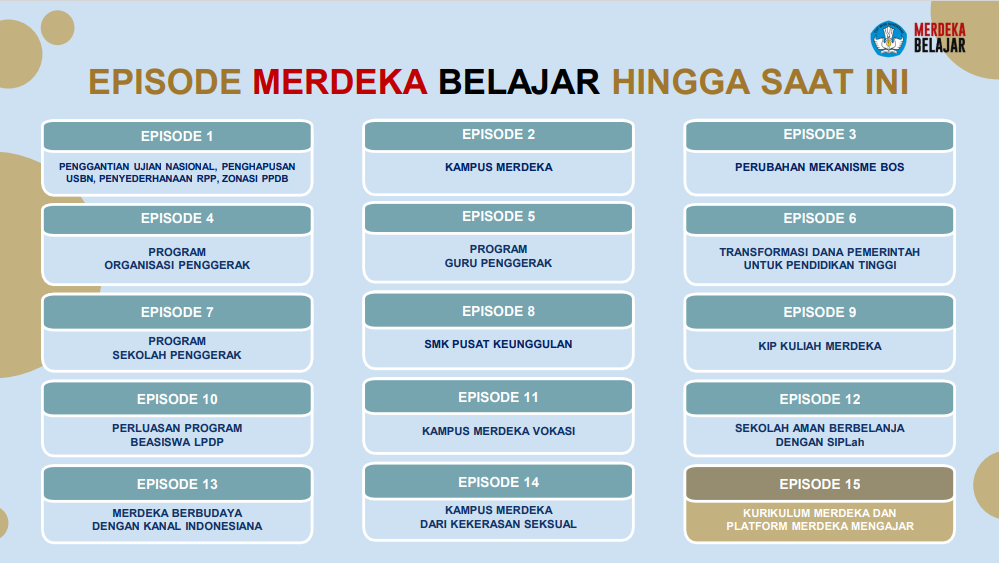 MERDEKA
BELAJAR
EPISODE MERDEKA BELAJAR HINGGA SAAT INI
EPISODE 1
PENGGANTIAN UJIAN NASIONAL, PENGHAPUSAN
USBN, PENYEDERHANAAN RPP, ZONASI PPDB
EPISODE 2
KAMPUS MERDEKA
EPISODE 3
PERUBAHAN MEKANISME BOS
EPISODE 4
PROGRAM
ORGANISASI PENGGERAK
EPISODE 5
PROGRAM
GURU PENGGERAK
EPISODE 6
TRANSFORMASI DANA PEMERINTAH
UNTUK PENDIDIKAN TINGGI
EPISODE 7
PROGRAM
SEKOLAH PENGGERAK
EPISODE 8
SMK PUSAT KEUNGGULAN
EPISODE 9
KIP KULIAH MERDEKA
EPISODE 10
PERLUASAN PROGRAM
BEASISWA LPDP
EPISODE 11
KAMPUS MERDEKA VOKASI
EPISODE 12
SEKOLAH AMAN BERBELANJA
DENGAN SIPLah
EPISODE 13
MERDEKA BERBUDAYA
DENGAN KANAL INDONESIANA
EPISODE 14
KAMPUS MERDEKA
DARI KEKERASAN SEKSUAL
EPISODE 15
KURIKULUM MERDEKA DAN
PLATFORM MERDEKA MENGAJAR